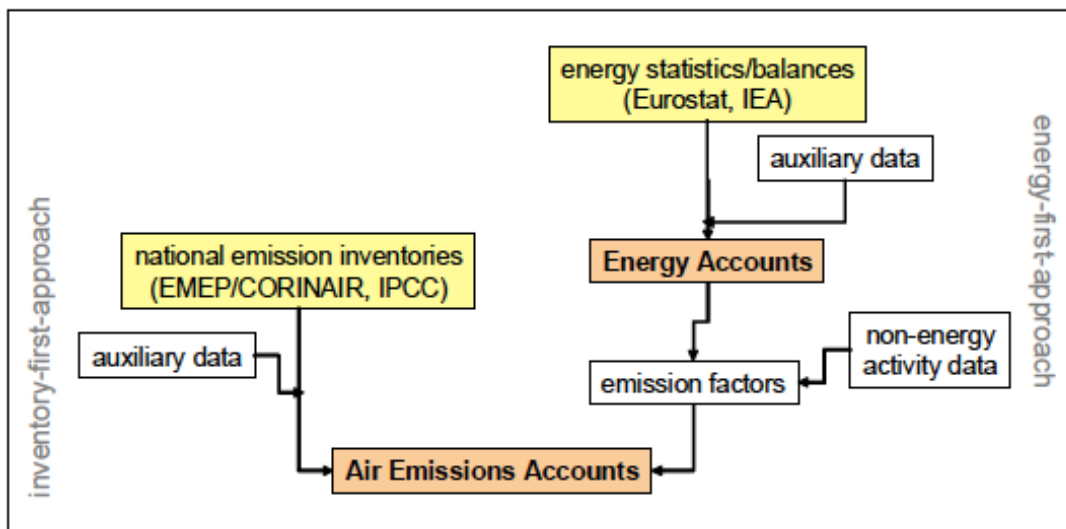 energy statistics/balances
(Eurostat, IEA)
auxiliary data
energy-first-approach
inventory-first-approach
national emission inventories
(EMEP/CORINAIR, IPCC)
Energy Accounts
auxiliary data
non-energy
activity data
emission factors
Air Emissions Accounts